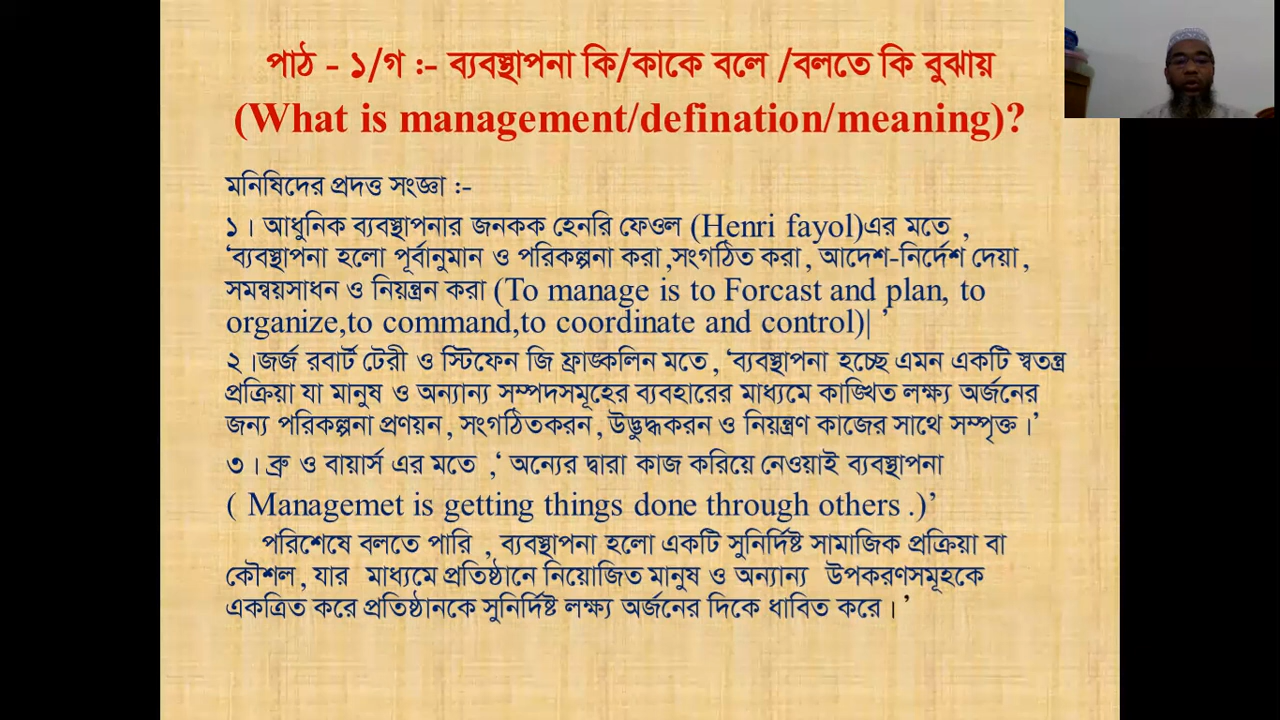 পাঠ - ১/গ :- ব্যবস্থাপনা কি/কাকে বলে /বলতে কি বুঝায়
(What is management/defination/meaning)?
মনিষিদের প্রদত্ত সংজ্ঞা :-
১। আধুনিক ব্যবস্থাপনার জনকক হেনরি ফেওল (Henri fayol)এর মতে ,
‘ব্যবস্থাপনা হলো পূর্বানুমান ও পরিকল্পনা করা ,সংগঠিত করা , আদেশ-নির্দেশ দেয়া ,
সমন্বয়সাধন ও নিয়ন্ত্রন করা (To manage is to Forcast and plan, to
organize,to command,to coordinate and control)| ’
২ ।জর্জ রবার্ট টেরী ও স্টিফেন জি ফ্রাঙ্কলিন মতে , ‘ব্যবস্থাপনা হচ্ছে এমন একটি স্বতন্ত্র
প্রক্রিয়া যা মানুষ ও অন্যান্য সম্পদসমূহের ব্যবহারের মাধ্যমে কাঙ্খিত লক্ষ্য অর্জনের
জন্য পরিকল্পনা প্রণয়ন , সংগঠিতকরন , উদ্ভুদ্ধকরন ও নিয়ন্ত্রণ কাজের সাথে সম্পৃক্ত ।’
৩ । ব্রু ও বায়ার্স এর মতে ,‘ অন্যের দ্বারা কাজ করিয়ে নেওয়াই ব্যবস্থাপনা
( Managemet is getting things done through others .)’
পরিশেষে বলতে পারি , ব্যবস্থাপনা হলো একটি সুনির্দিষ্ট সামাজিক প্রক্রিয়া বা
কৌশল , যার মাধ্যমে প্রতিষ্ঠানে নিয়োজিত মানুষ ও অন্যান্য উপকরণসমূহকে
একত্রিত করে প্রতিষ্ঠানকে সুনির্দিষ্ট লক্ষ্য অর্জনের দিকে ধাবিত করে । ’